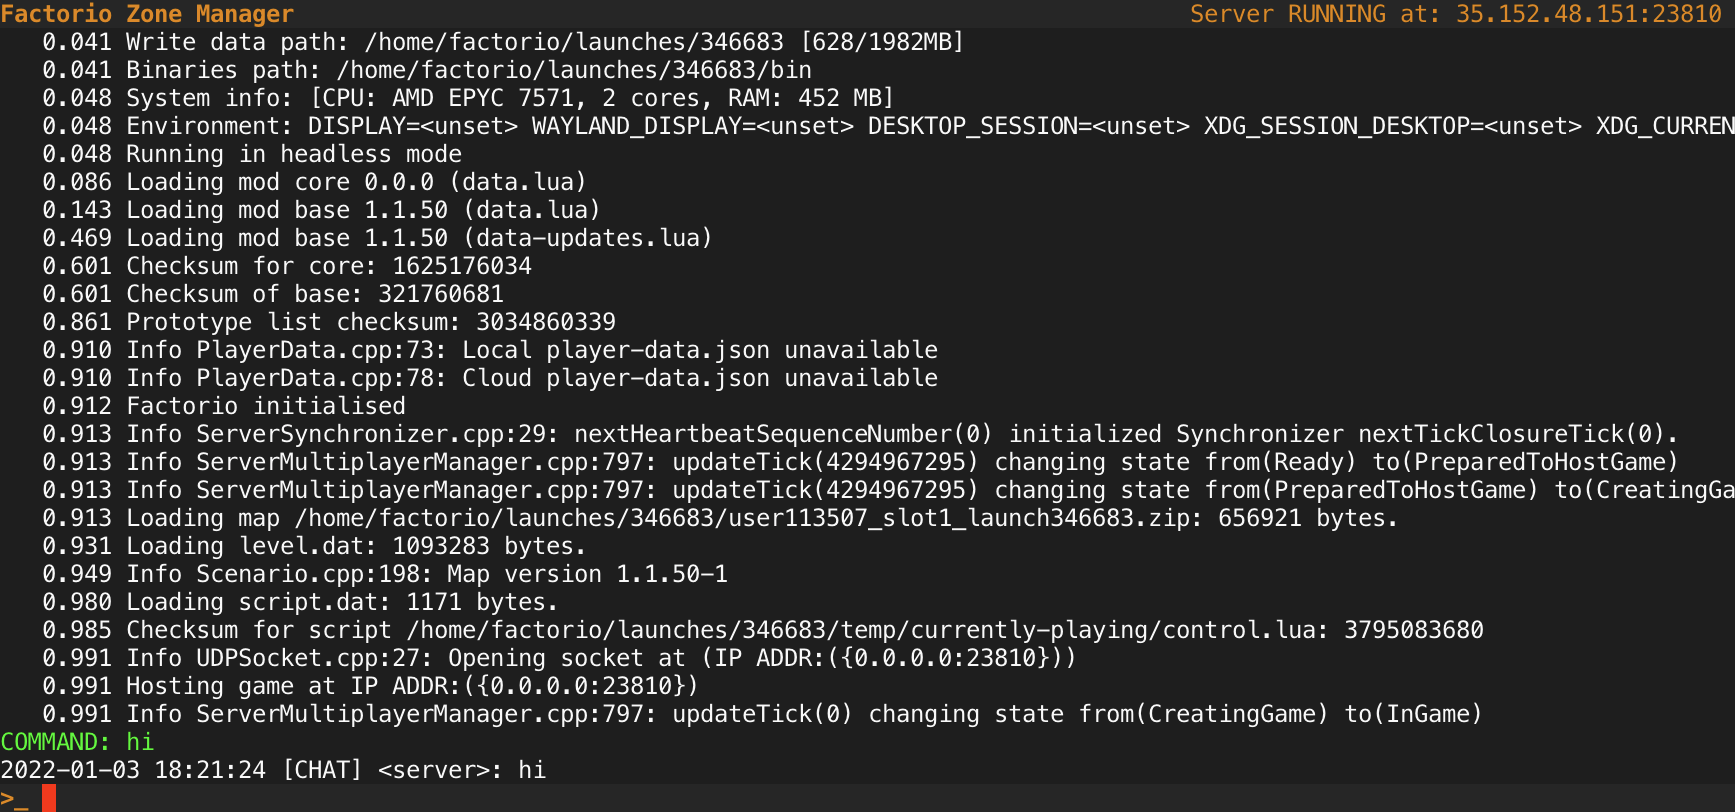 Factorio Zone Manager Server RUNNING at: 35.152.48.151:23810
0.041 Write data path: /home/factorio/launches/346683 [628/1982MB]
0.041 Binaries path: /home/factorio/launches/346683/bin
0.048 System info: [CPU: AMD EPYC 7571, 2 cores, RAM: 452 MB]
0.048 Environment: DISPLAY=<unset> WAYLAND_DISPLAY=<unset> DESKTOP_SESSION=<unset> XDG_SESSION_DESKTOP=<unset> XDG_CURREN
0.048 Running in headless mode
0.086 Loading mod core 0.0.0 (data.lua)
0.143 Loading mod base 1.1.50 (data.lua)
0.469 Loading mod base 1.1.50 (data-updates.lua)
0.601 Checksum for core: 1625176034
0.601 Checksum of base: 321760681
0.861 Prototype list checksum: 3034860339
0.910 Info PlayerData.cpp:73: Local player-data.json unavailable
0.910 Info PlayerData.cpp:78: Cloud player-data.json unavailable
0.912 Factorio initialised
0.913 Info ServerSynchronizer.cpp:29: nextHeartbeatSequenceNumber(0) initialized Synchronizer nextTickClosureTick(0).
0.913 Info ServerMultiplayerManager.cpp:797: updateTick(4294967295) changing state from(Ready) to(PreparedToHostGame)
0.913 Info ServerMultiplayerManager.cpp:797: updateTick(4294967295) changing state from(PreparedToHostGame) to(CreatingGa
0.913 Loading map /home/factorio/launches/346683/user113507_slot1_launch346683.zip: 656921 bytes.
0.931 Loading level.dat: 1093283 bytes.
0.949 Info Scenario.cpp:198: Map version 1.1.50-1
0.980 Loading script.dat: 1171 bytes.
0.985 Checksum for script /home/factorio/launches/346683/temp/currently-playing/control.lua: 3795083680
0.991 Info UDPSocket.cpp:27: Opening socket at (IP ADDR:({0.0.0.0:23810}))
0.991 Hosting game at IP ADDR:({0.0.0.0:23810})
0.991 Info ServerMultiplayerManager.cpp:797: updateTick(0) changing state from(CreatingGame) to(InGame)
COMMAND: hi
2022-01-03 18:21:24 [CHAT] <server>: hi
>_